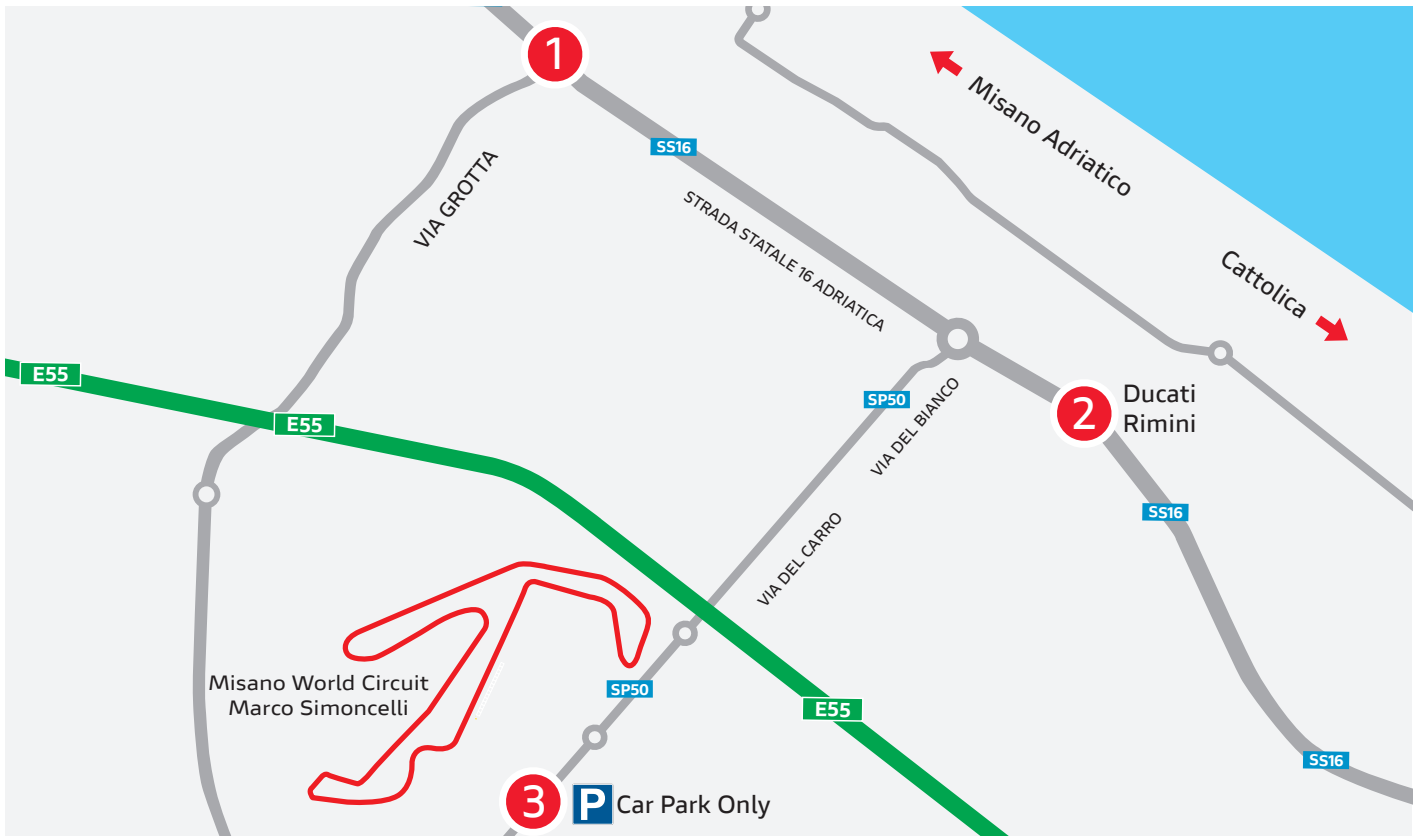 1
Misano Adriatico
SS16
VIA GROTTA
STRADA STATALE 16 ADRIATICA
Cattolica
E55
E55
SP50
VIA DEL BIANCO
2
Ducati
Rimini
SS16
VIA DEL CARRO
Misano World Circuit
Marco Simoncelli
SP50
E55
SS16
3
P
Car Park Only